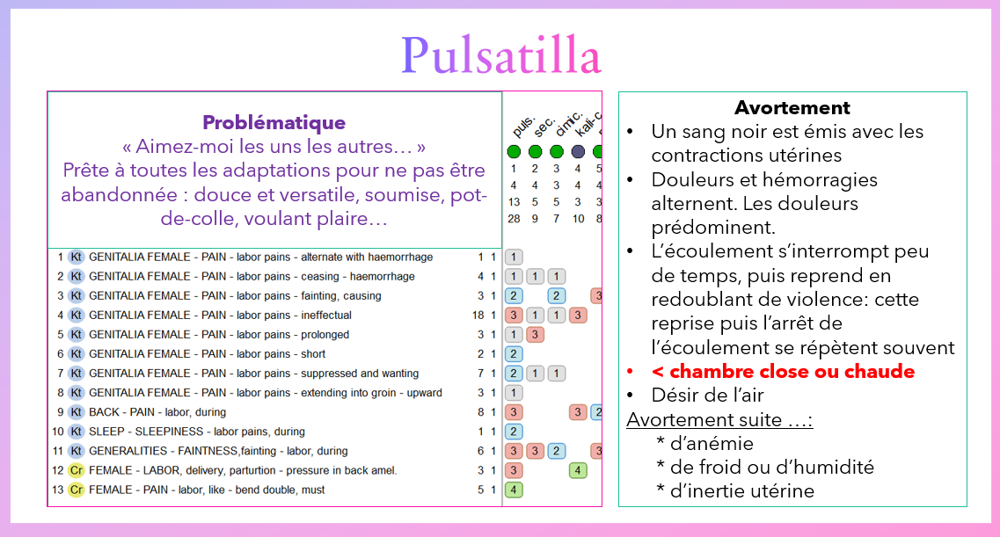 Pulsatilla
Problématique
« Aimez-moi les uns les autres… »
Prête à toutes les adaptations pour ne pas être
abandonnée : douce et versatile, soumise, pot-
de-colle, voulant plaire…
puls. sec. cimic. kali-c
1 2 3 4 5
4 4 3 4 4
13 5 5 3 3
28 9 7 10 8
1 Kt GENITALIA FEMALE - PAIN - labor pains - alternate with haemorrhage 1 1 1
2 Kt GENITALIA FEMALE - PAIN - labor pains - ceasing - haemorrhage 4 1 1 1 1
3 Kt GENITALIA FEMALE - PAIN - labor pains - fainting, causing 3 1 2 2 3
4 Kt GENITALIA FEMALE - PAIN - labor pains - ineffectual 18 1 3 1 1 3
5 Kt GENITALIA FEMALE - PAIN - labor pains - prolonged 3 1 1 3
6 Kt GENITALIA FEMALE - PAIN - labor pains - short 2 1 2
7 Kt GENITALIA FEMALE - PAIN - labor pains - suppressed and wanting 7 1 2 1 1
8 Kt GENITALIA FEMALE - PAIN - labor pains - extending into groin - upward 3 1 1
9 Kt BACK - PAIN - labor, during 8 1 3 3 2
10 Kt SLEEP - SLEEPINESS - labor pains, during 1 1 2
11 Kt GENERALITIES - FAINTNESS,fainting - labor, during 6 1 3 3 2 3
12 Cr FEMALE - LABOR, delivery, parturtion - pressure in back amel. 3 1 3 4
13 Cr FEMALE - PAIN - labor, like - bend double, must 5 1 4
Avortement
• Un sang noir est émis avec les
contractions utérines
• Douleurs et hémorragies
alternent. Les douleurs
prédominent.
• L’écoulement s’interrompt peu
de temps, puis reprend en
redoublant de violence: cette
reprise puis l’arrêt de
l’écoulement se répètent souvent
• < chambre close ou chaude
• Désir de l’air
Avortement suite …:
* d’anémie
* de froid ou d’humidité
* d’inertie utérine